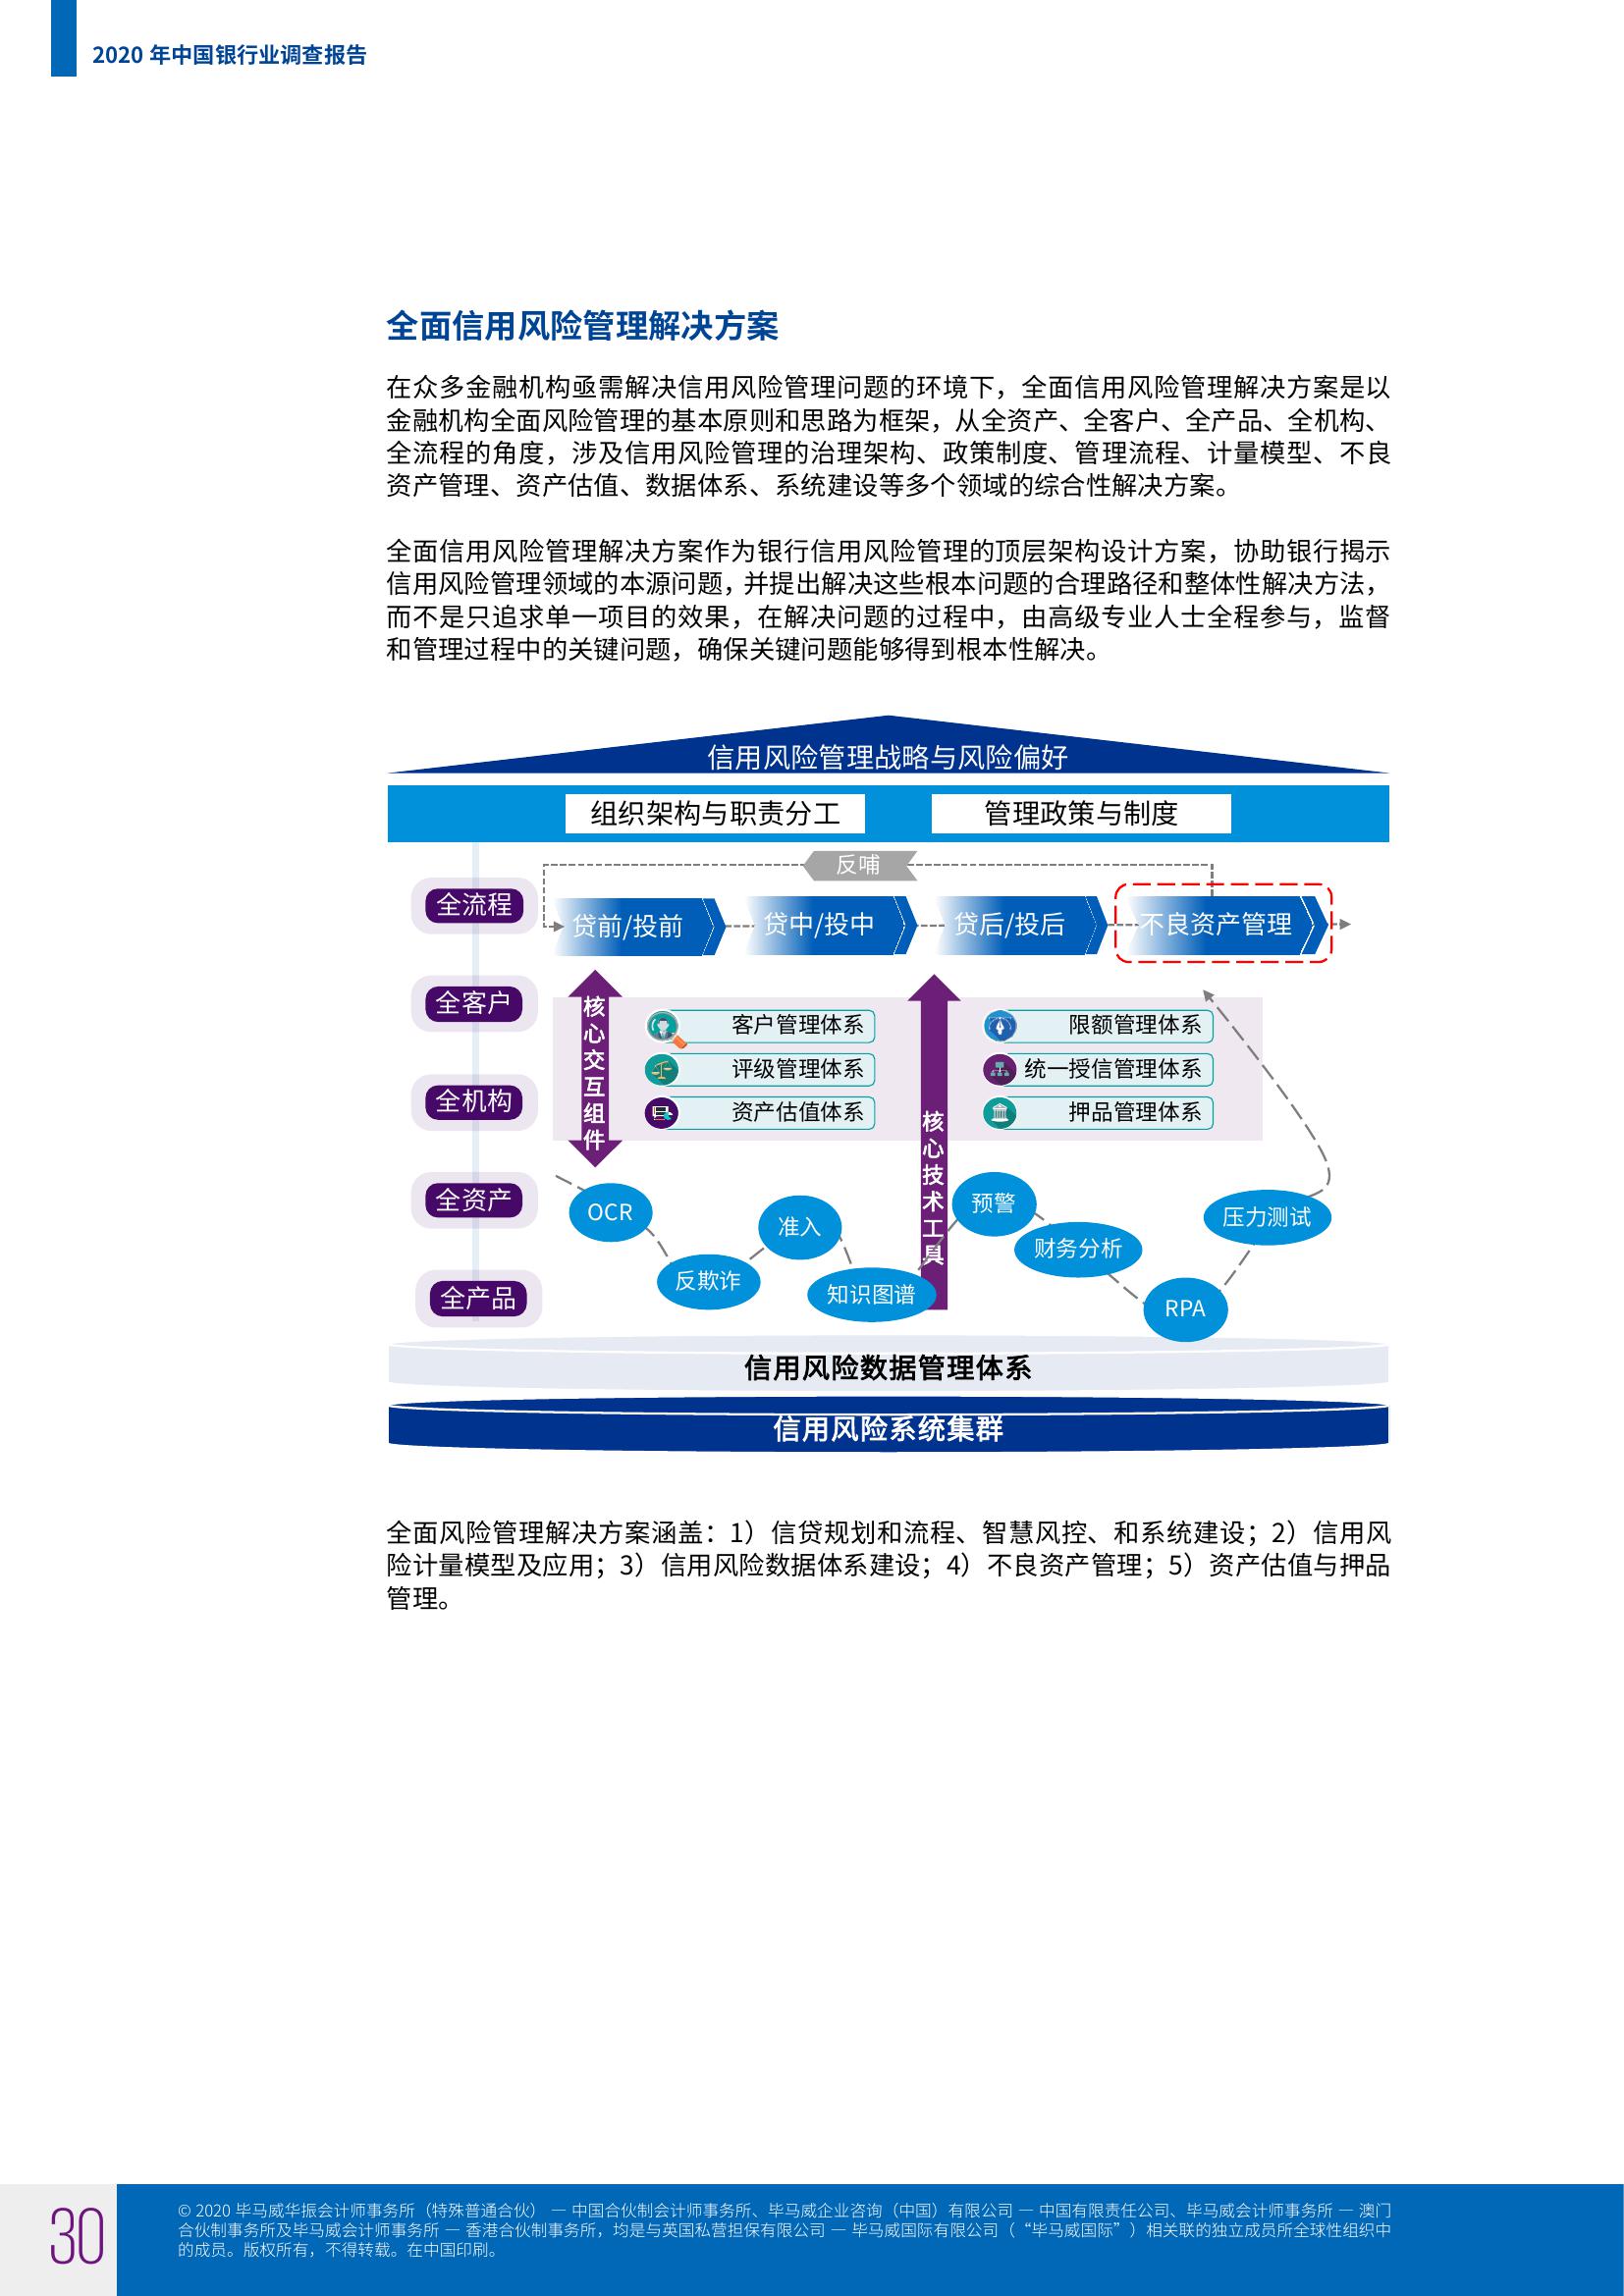 2020 年中国银行业调查报告
全面信用风险管理解决方案
在众多金融机构亟需解决信用风险管理问题的环境下，全面信用风险管理解决方案是以
金融机构全面风险管理的基本原则和思路为框架，从全资产、全客户、全产品、全机构、
全流程的角度，涉及信用风险管理的治理架构、政策制度、管理流程、计量模型、不良
资产管理、资产估值、数据体系、系统建设等多个领域的综合性解决方案。
全面信用风险管理解决方案作为银行信用风险管理的顶层架构设计方案，协助银行揭示
信用风险管理领域的本源问题，并提出解决这些根本问题的合理路径和整体性解决方法，
而不是只追求单一项目的效果，在解决问题的过程中，由高级专业人士全程参与，监督
和管理过程中的关键问题，确保关键问题能够得到根本性解决。
信用风险管理战略与风险偏好
组织架构与职责分工
管理政策与制度
反哺
全流程
贷前/投前
贷中/投中
贷后/投后
不良资产管理
全客户
全机构
全资产
全产品
核心交互组件
客户管理体系
评级管理体系
资产估值体系
核心技术工具
限额管理体系
统一授信管理体系
押品管理体系
OCR
反欺诈
准入
知识图谱
预警
财务分析
RPA
压力测试
信用风险数据管理体系
信用风险系统集群
全面风险管理解决方案涵盖：1）信贷规划和流程、智慧风控、和系统建设；2）信用风
险计量模型及应用；3）信用风险数据体系建设；4）不良资产管理；5）资产估值与押品
管理。
30
© 2020 毕马威华振会计师事务所（特殊普通合伙） — 中国合伙制会计师事务所、毕马威企业咨询（中国）有限公司 — 中国有限责任公司、毕马威会计师事务所 — 澳门
合伙制事务所及毕马威会计师事务所 — 香港合伙制事务所，均是与英国私营担保有限公司 — 毕马威国际有限公司（“毕马威国际”）相关联的独立成员所全球性组织中
的成员。版权所有，不得转载。在中国印刷。